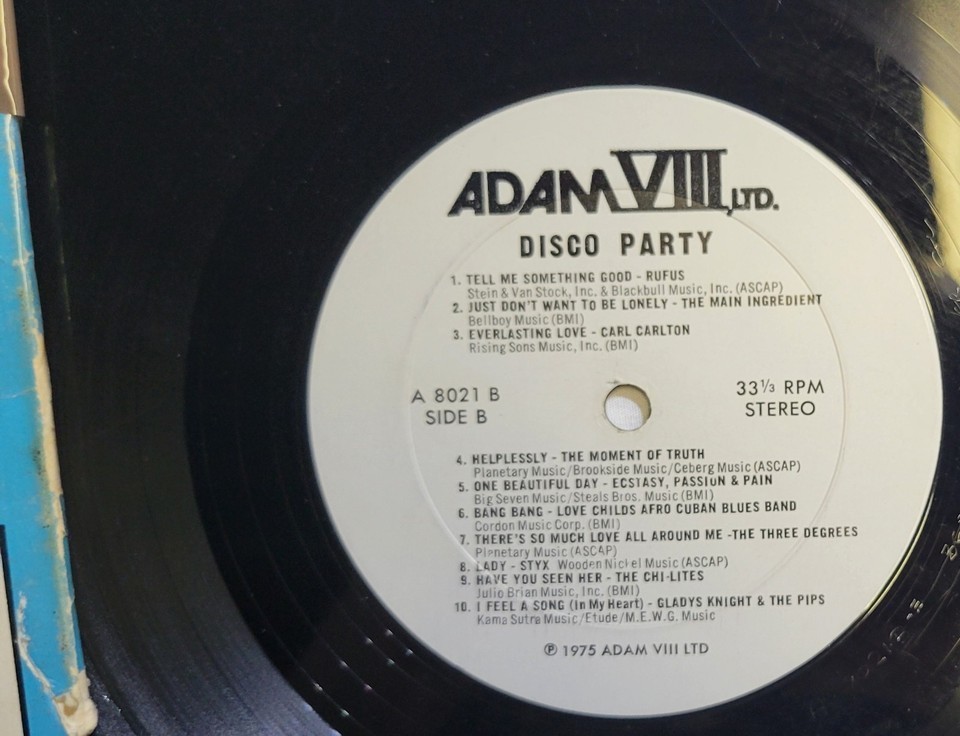 ADAM VIII, LTD.
DISCO PARTY
1. TELL ME SOMETHING GOOD - RUFUS
Stein & Van Stock, Inc. & Blackbull Music, Inc. (ASCAP)
2. JUST DON'T WANT TO BE LONELY - THE MAIN INGREDIENT
Bellboy Music (BMI)
3. EVERLASTING LOVE - CARL CARLTON
Rising Sons Music, Inc. (BMI)
A 8021 B
SIDE B
33⅓ RPM
STEREO
4. HELPLESSLY - THE MOMENT OF TRUTH
Planetary Music/Brookside Music/Ceberg Music (ASCAP)
5. ONE BEAUTIFUL DAY - ECSTASY, PASSION & PAIN
Big Seven Music/Steals Bros. Music (BMI)
6. BANG BANG - LOVE CHILDS AFRO CUBAN BLUES BAND
Cordon Music Corp. (BMI)
7. THERE'S SO MUCH LOVE ALL AROUND ME -THE THREE DEGREES
Planetary Music (ASCAP)
8. LADY - STYX Wooden Nickel Music (ASCAP)
9. HAVE YOU SEEN HER - THE CHI-LITES
Julio Brian Music, Inc. (BMI)
10. I FEEL A SONG (In My Heart) - GLADYS KNIGHT & THE PIPS
Kama Sutra Music/Etude/M.E.W.G. Music
℗ 1975 ADAM VIII LTD